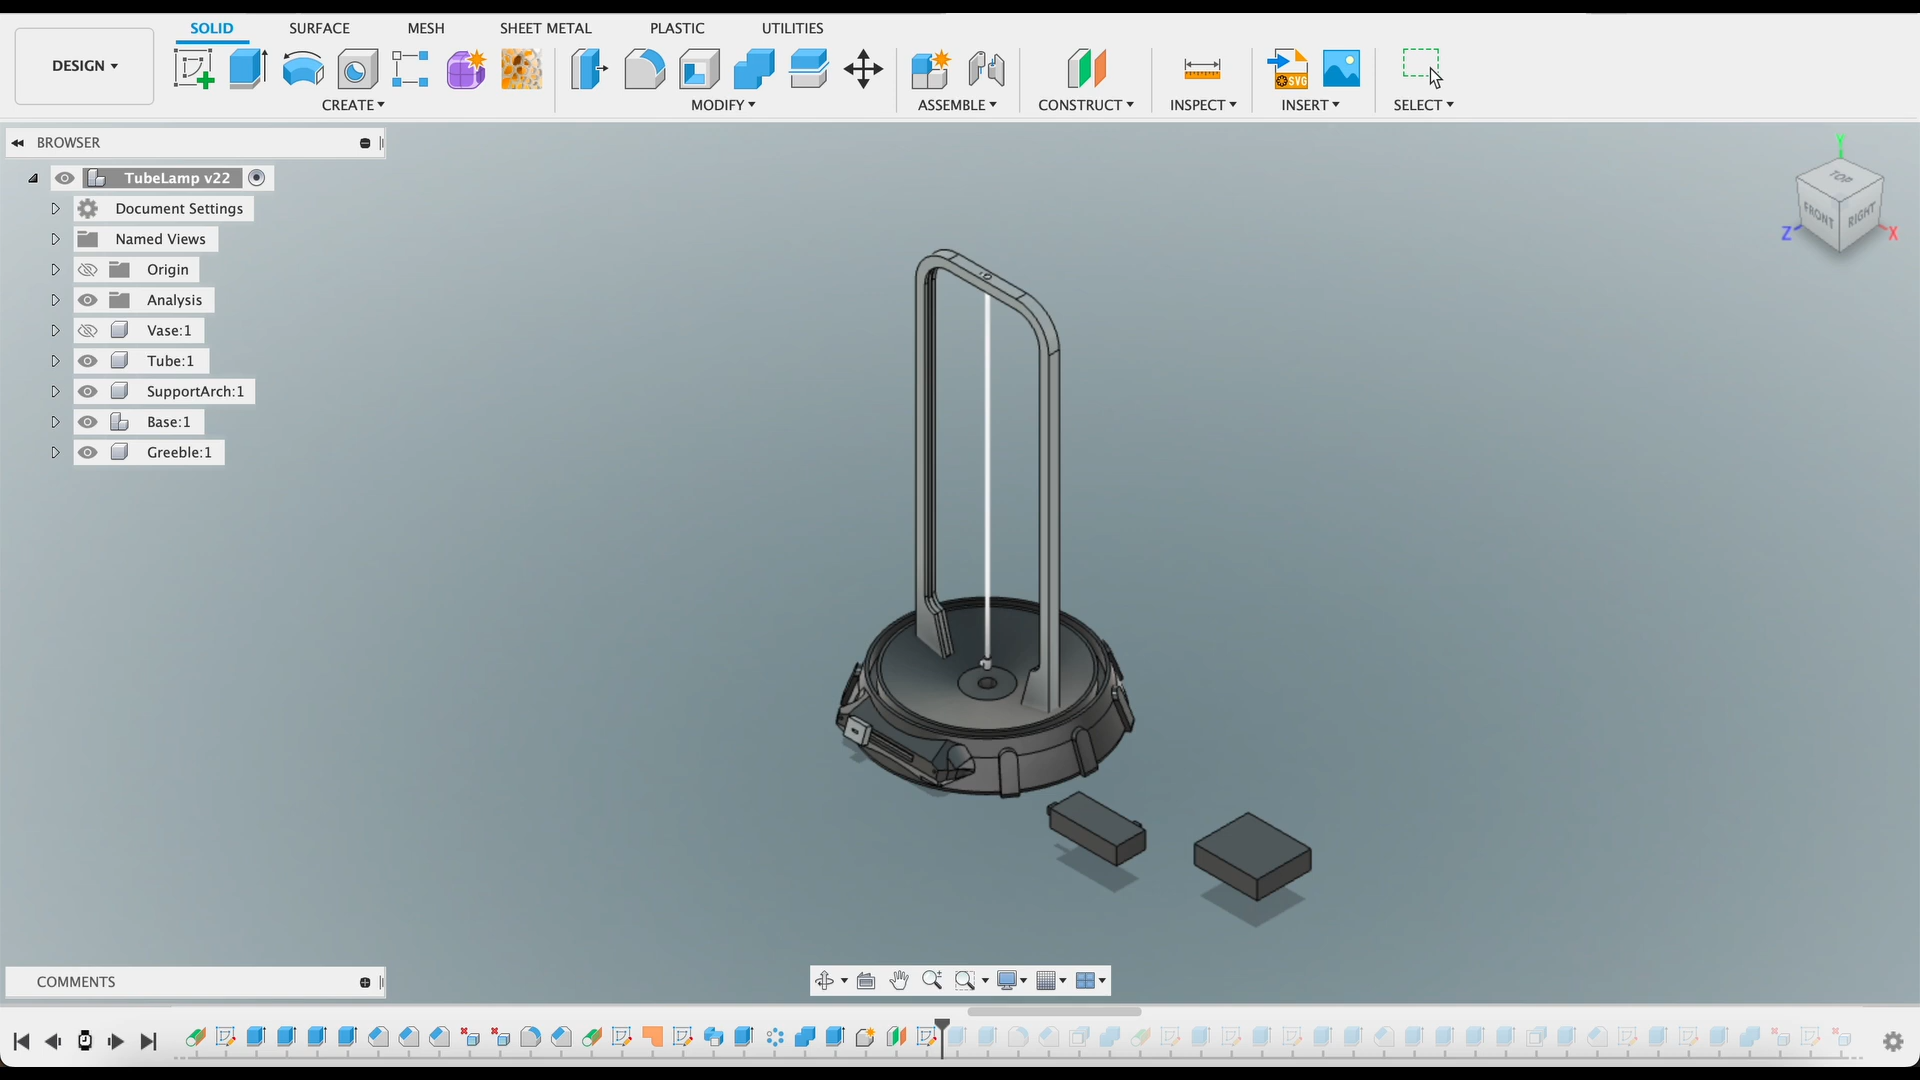 SOLID SURFACE MESH SHEET METAL PLASTIC UTILITIES
DESIGN
CREATE MODIFY ASSEMBLE CONSTRUCT INSPECT INSERT SELECT
SVG
BROWSER
TubeLamp v22
Document Settings
Named Views
Origin
Analysis
Vase:1
Tube:1
SupportArch:1
Base:1
Greeble:1
Y
TOP
FRONT RIGHT
Z X
COMMENTS